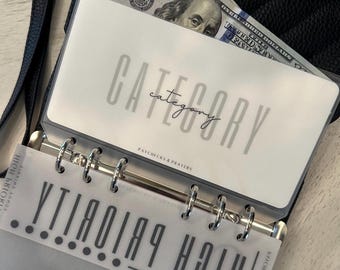 CATEGORY
category
PAYCHECKS & PRAYERS
HIGH PRIORITY